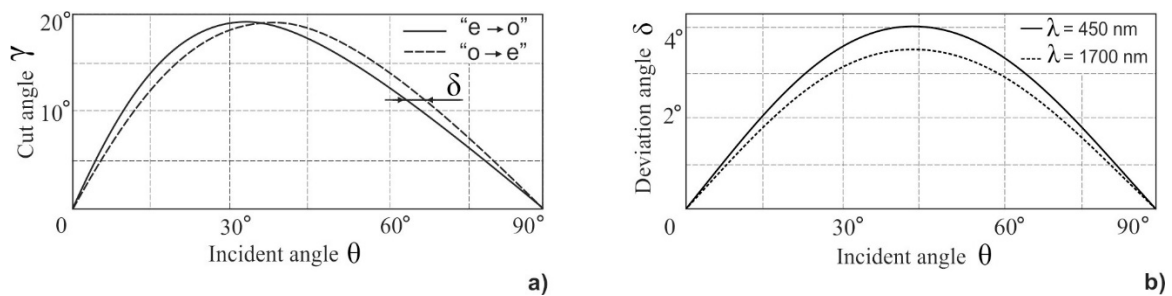 20°
10°
0
30°
60°
90°
Cut angle γ
Incident angle θ
"e → o"
"o → e"
δ
a)
4°
2°
0
30°
60°
90°
Deviation angle δ
Incident angle θ
λ = 450 nm
λ = 1700 nm
b)